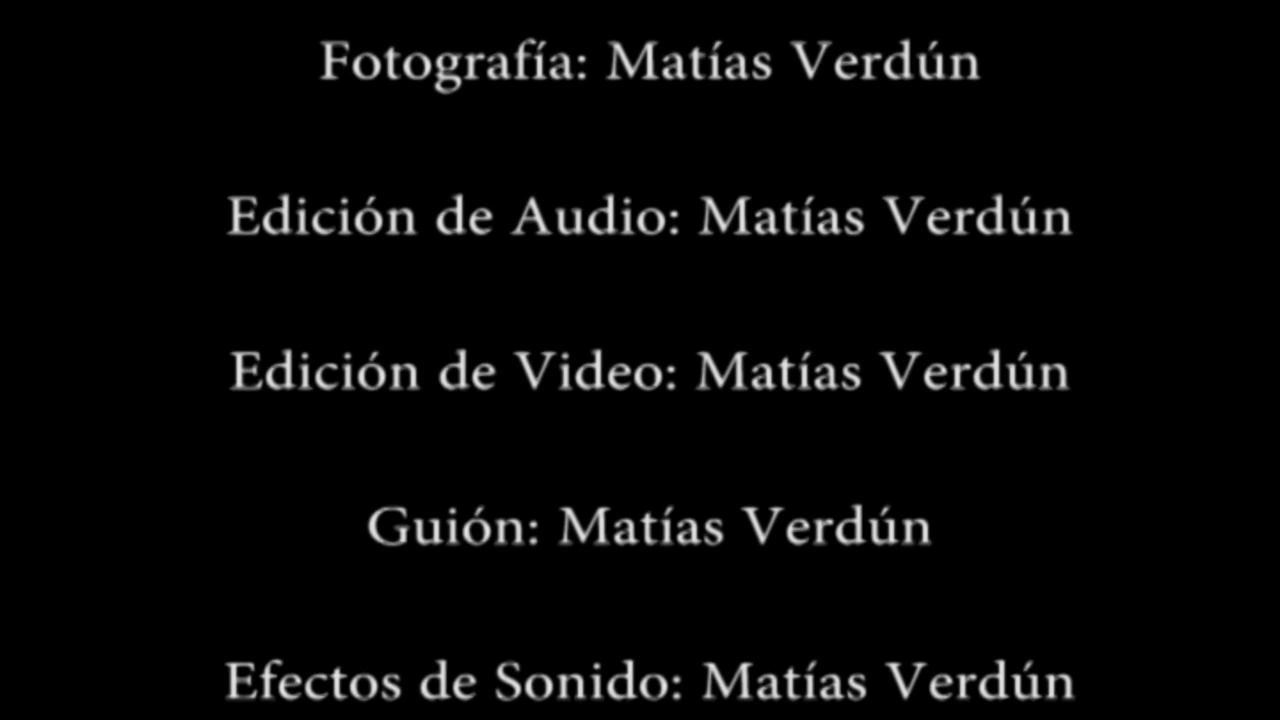 Fotografía: Matías Verdún
Edición de Audio: Matías Verdún
Edición de Video: Matías Verdún
Guión: Matías Verdún
Efectos de Sonido: Matías Verdún